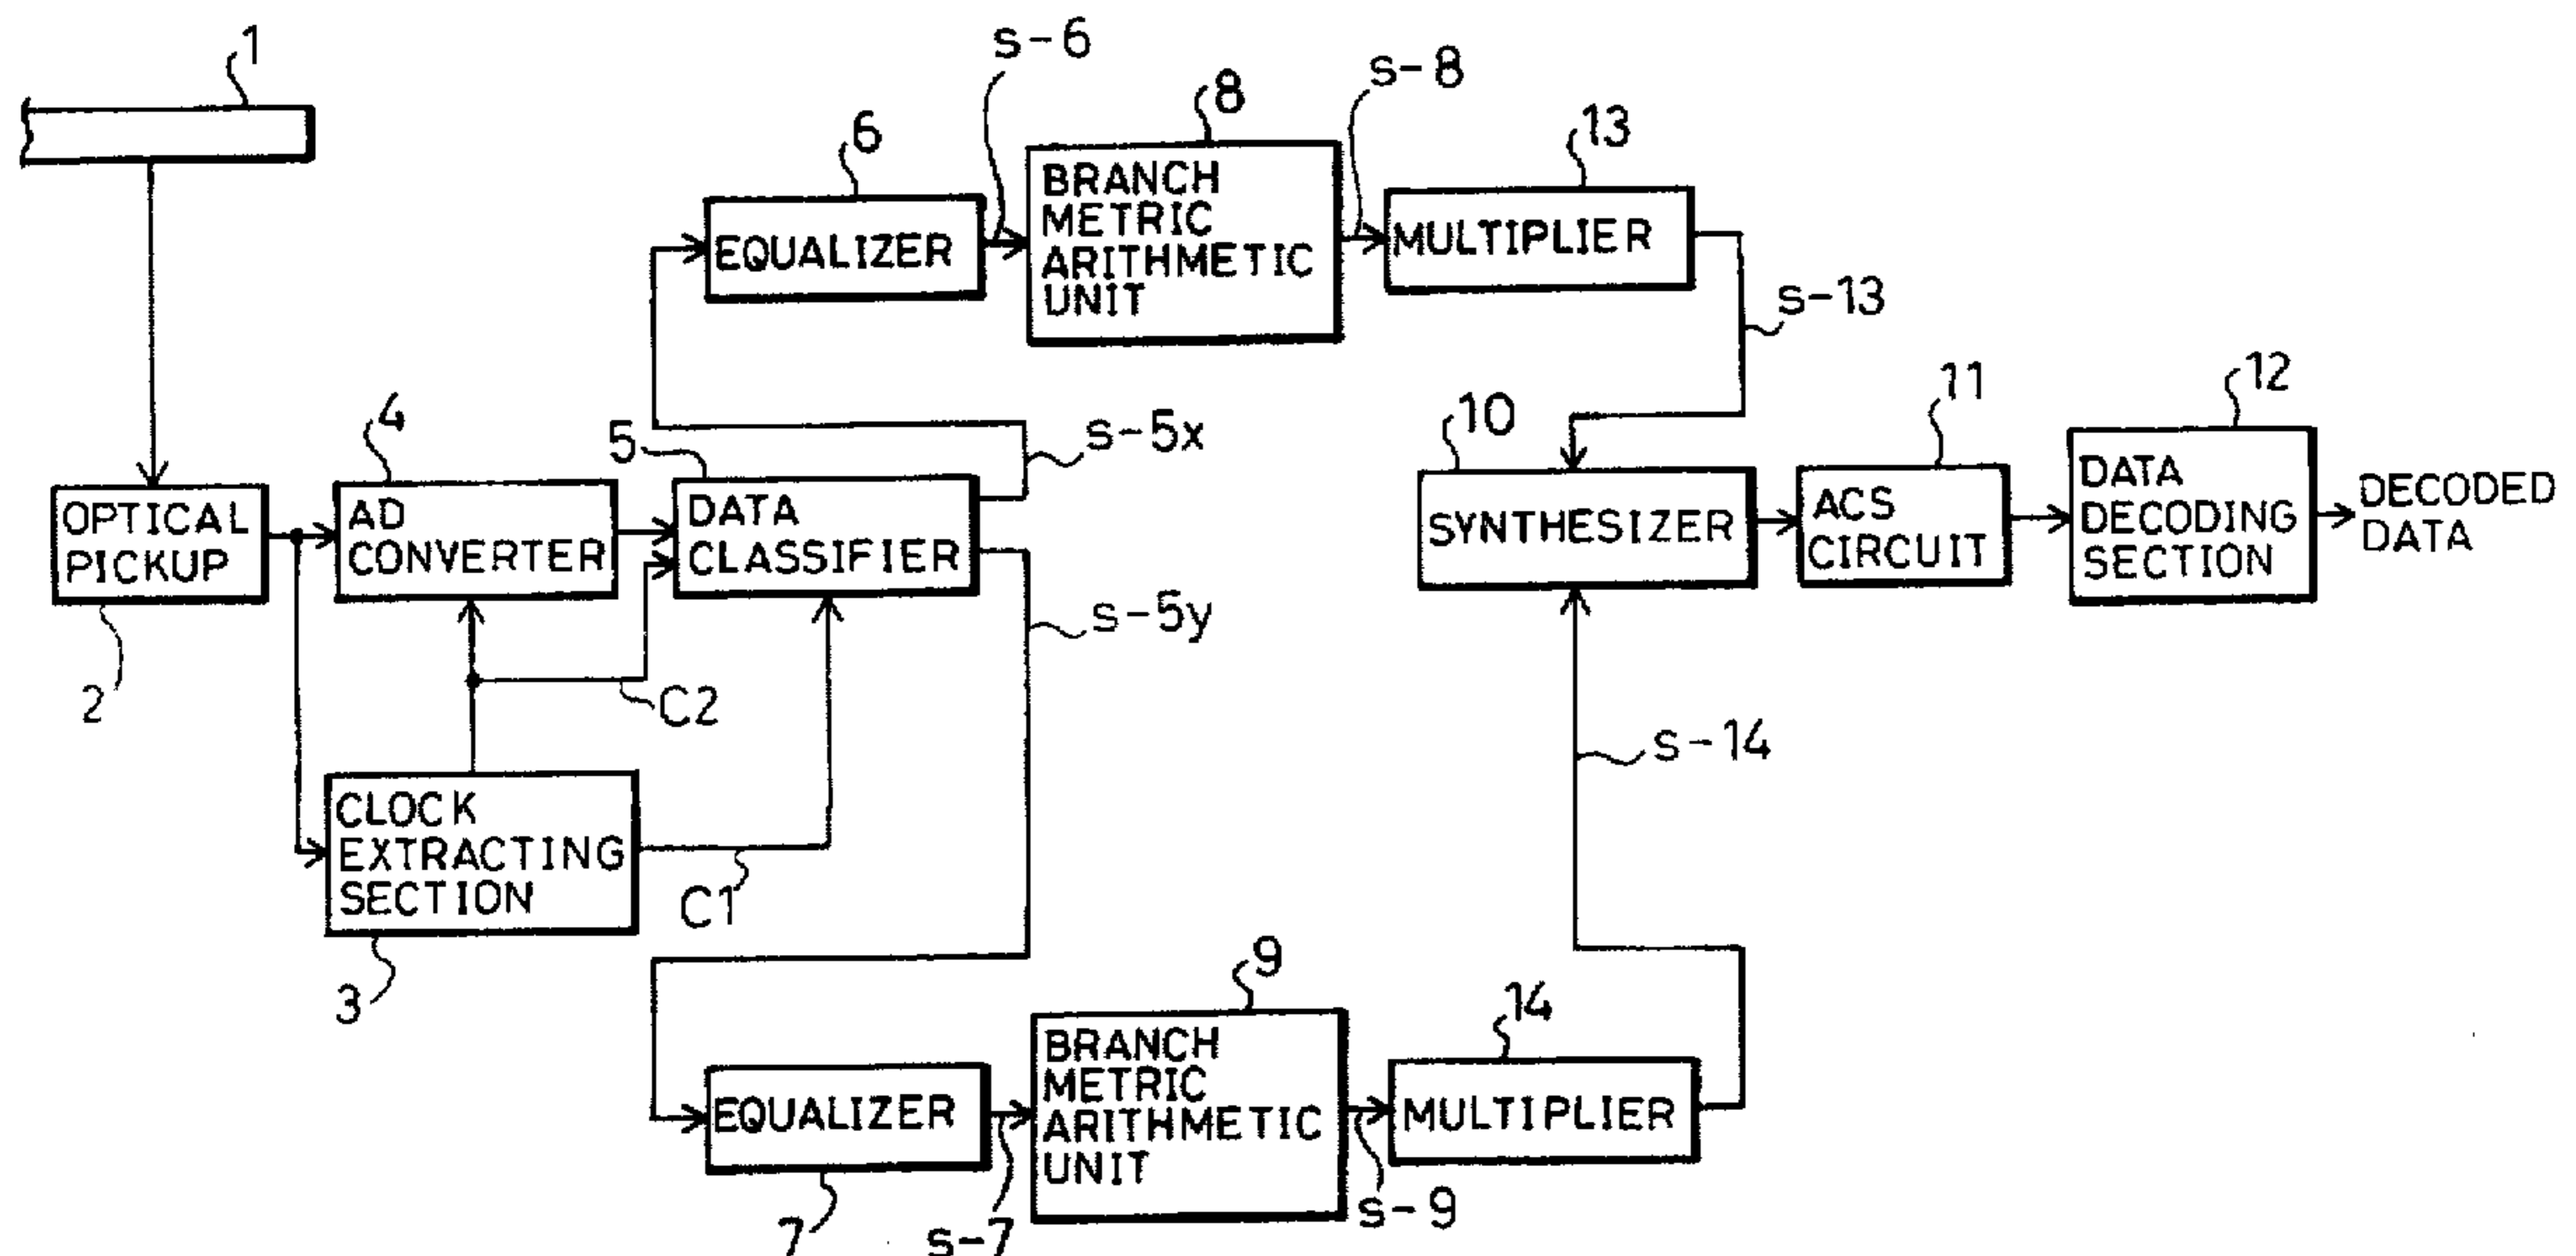 1
s-6
s-8
8
13
6
BRANCH
METRIC
ARITHMETIC
UNIT
EQUALIZER
MULTIPLIER
s-13
4
5
s-5x
10
11
12
OPTICAL
PICKUP
AD
CONVERTER
DATA
CLASSIFIER
SYNTHESIZER
ACS
CIRCUIT
DATA
DECODING
SECTION
DECODED
DATA
s-5y
2
C2
s-14
CLOCK
EXTRACTING
SECTION
C1
3
9
14
BRANCH
METRIC
ARITHMETIC
UNIT
EQUALIZER
MULTIPLIER
7
s-7
s-9